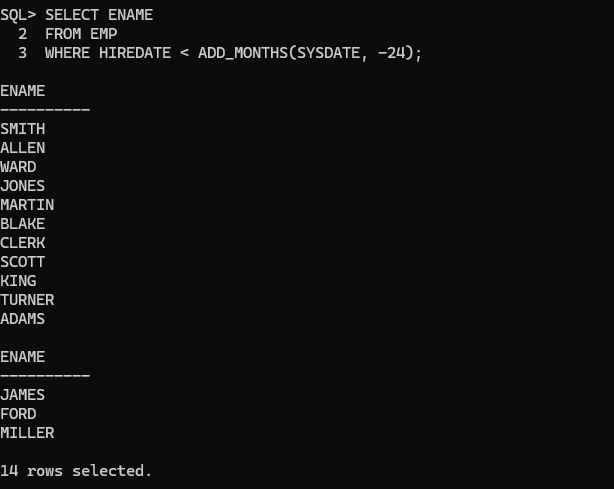 SQL> SELECT ENAME
2 FROM EMP
3 WHERE HIREDATE < ADD_MONTHS(SYSDATE, -24);
ENAME
----------
SMITH
ALLEN
WARD
JONES
MARTIN
BLAKE
CLERK
SCOTT
KING
TURNER
ADAMS
ENAME
----------
JAMES
FORD
MILLER
14 rows selected.